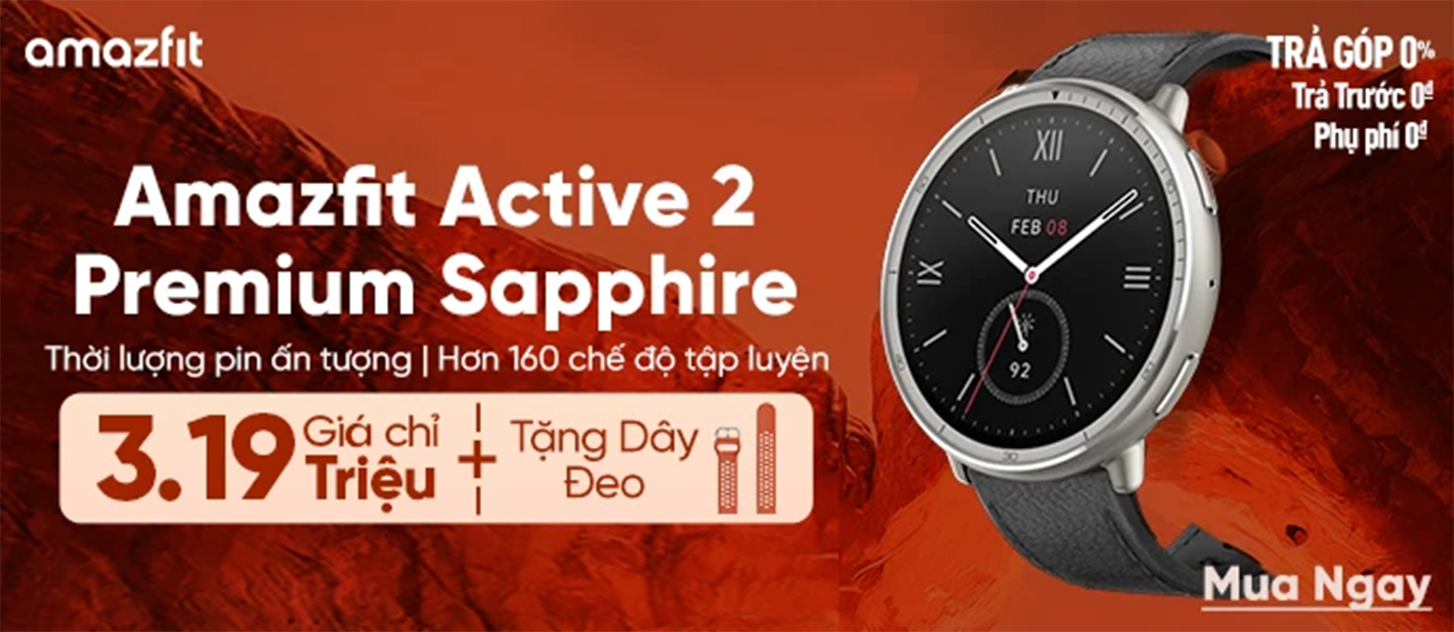 amazfit
TRẢ GÓP 0%
Trả Trước 0đ
Phụ phí 0đ
Amazfit Active 2
Premium Sapphire
Thời lượng pin ấn tượng | Hơn 160 chế độ tập luyện
3.19 Giá chỉ
Triệu
+
Tặng Dây
Đeo
XII
THU
FEB 08
IX
III
92
30
Mua Ngay